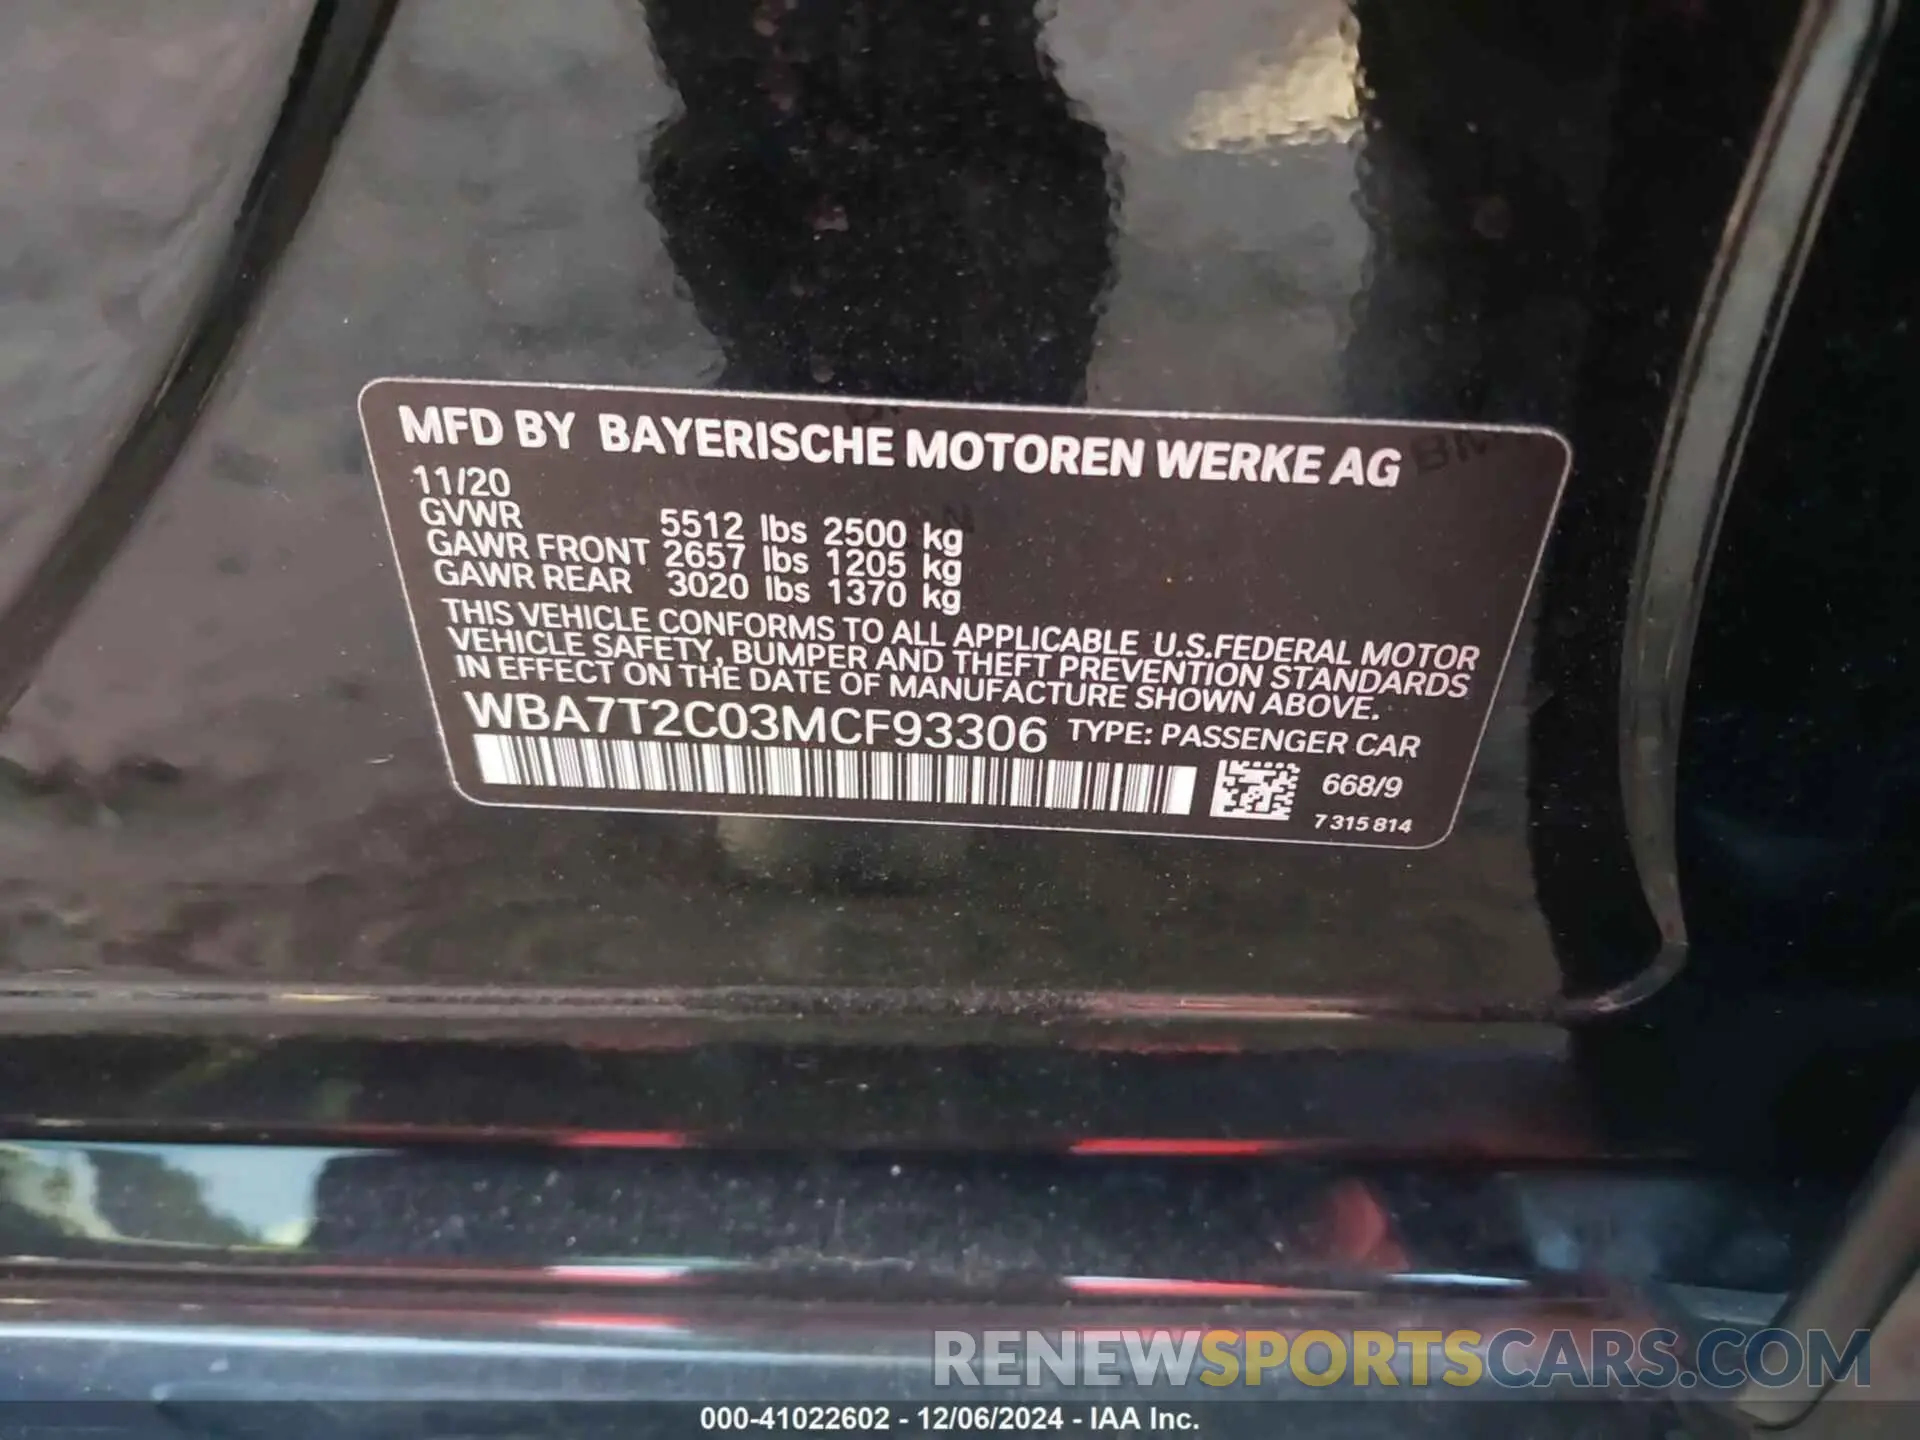 MFD BY BAYERISCHE MOTOREN WERKE AG
11/20
GVWR 5512 lbs 2500 kg
GAWR FRONT 2657 lbs 1205 kg
GAWR REAR 3020 lbs 1370 kg
THIS VEHICLE CONFORMS TO ALL APPLICABLE U.S.FEDERAL MOTOR
VEHICLE SAFETY, BUMPER AND THEFT PREVENTION STANDARDS
IN EFFECT ON THE DATE OF MANUFACTURE SHOWN ABOVE.
WBA7T2C03MCF93306 TYPE: PASSENGER CAR
668/9
7 315 814
RENEWSPORTSCARS.COM
000-41022602 - 12/06/2024 - IAA Inc.